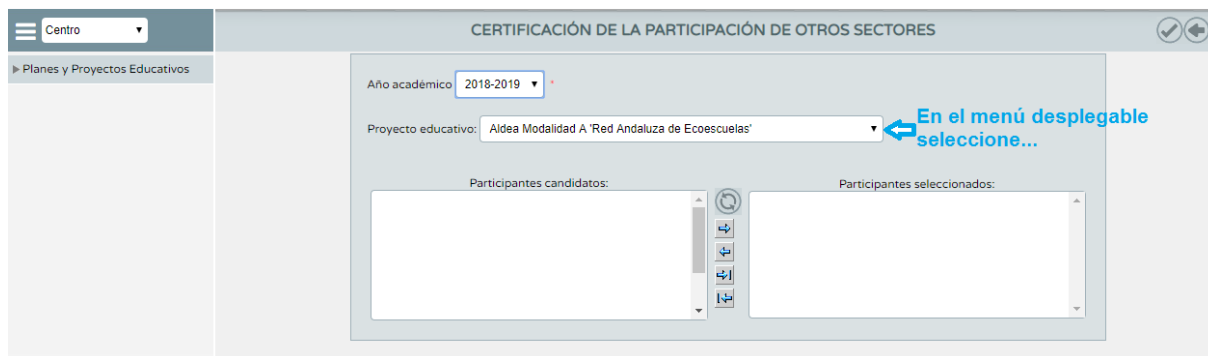 Centro
CERTIFICACIÓN DE LA PARTICIPACIÓN DE OTROS SECTORES
Planes y Proyectos Educativos
Año académico 2018-2019 *
Proyecto educativo: Aldea Modalidad A 'Red Andaluza de Ecoescuelas'
En el menú desplegable
seleccione...
Participantes candidatos:
Participantes seleccionados: